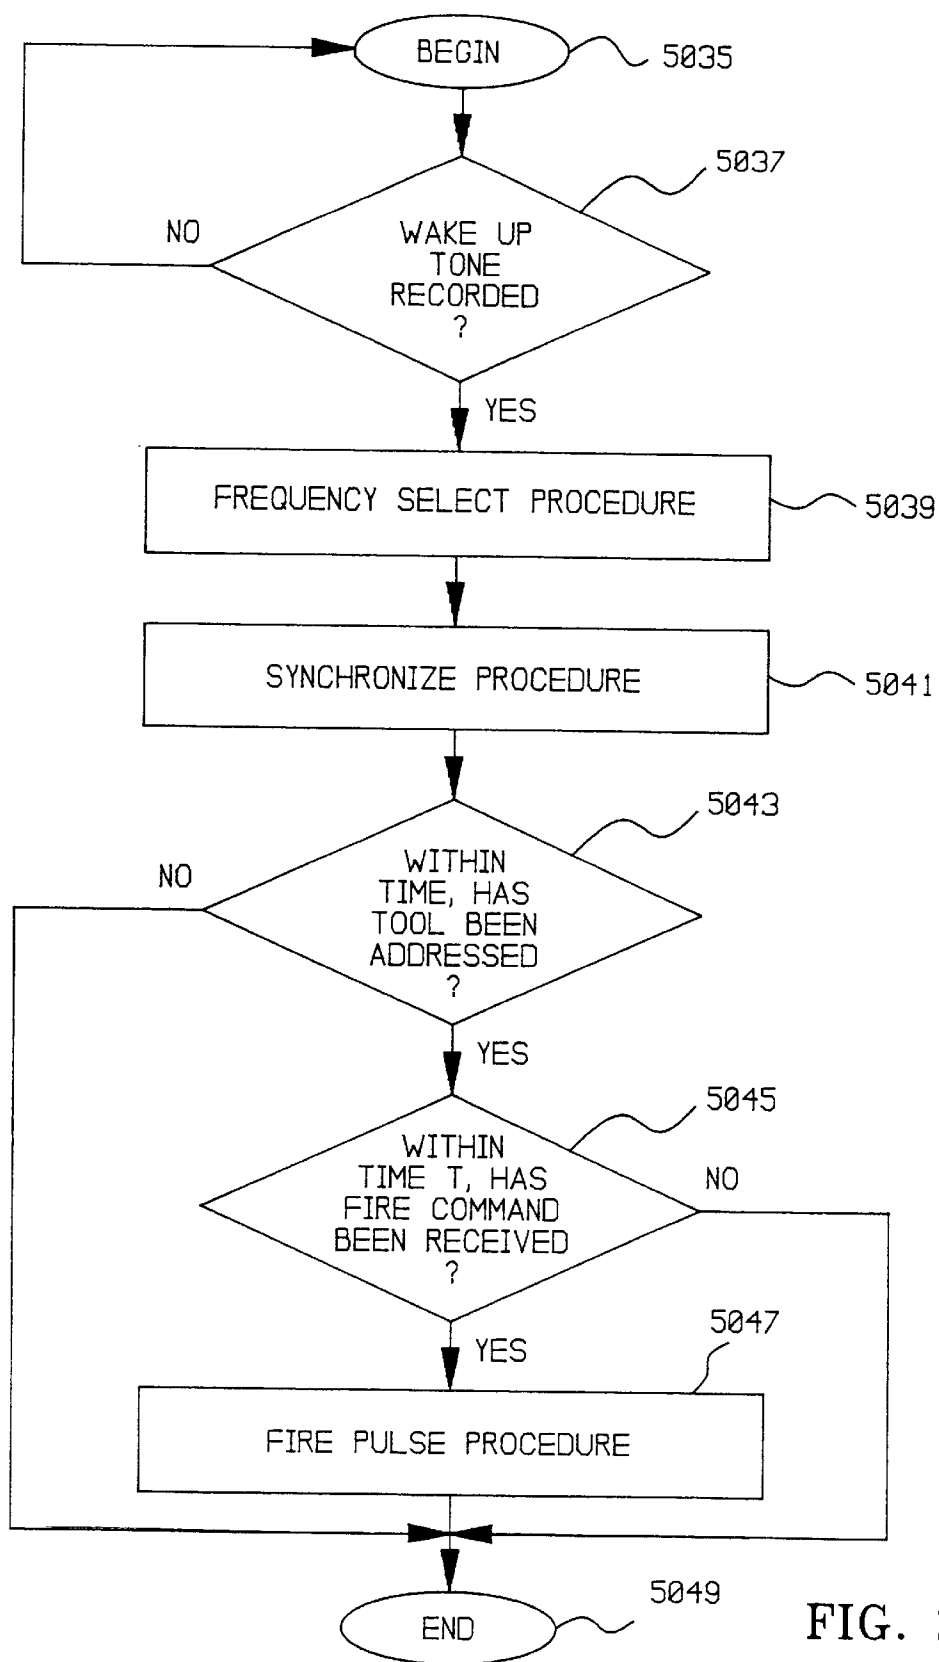 BEGIN
5035
5037
NO
WAKE UP
TONE
RECORDED
?
YES
FREQUENCY SELECT PROCEDURE
5039
SYNCHRONIZE PROCEDURE
5041
5043
NO
WITHIN
TIME, HAS
TOOL BEEN
ADDRESSED
?
YES
5045
WITHIN
TIME T, HAS
FIRE COMMAND
BEEN RECEIVED
?
NO
YES
5047
FIRE PULSE PROCEDURE
5049
END
FIG.